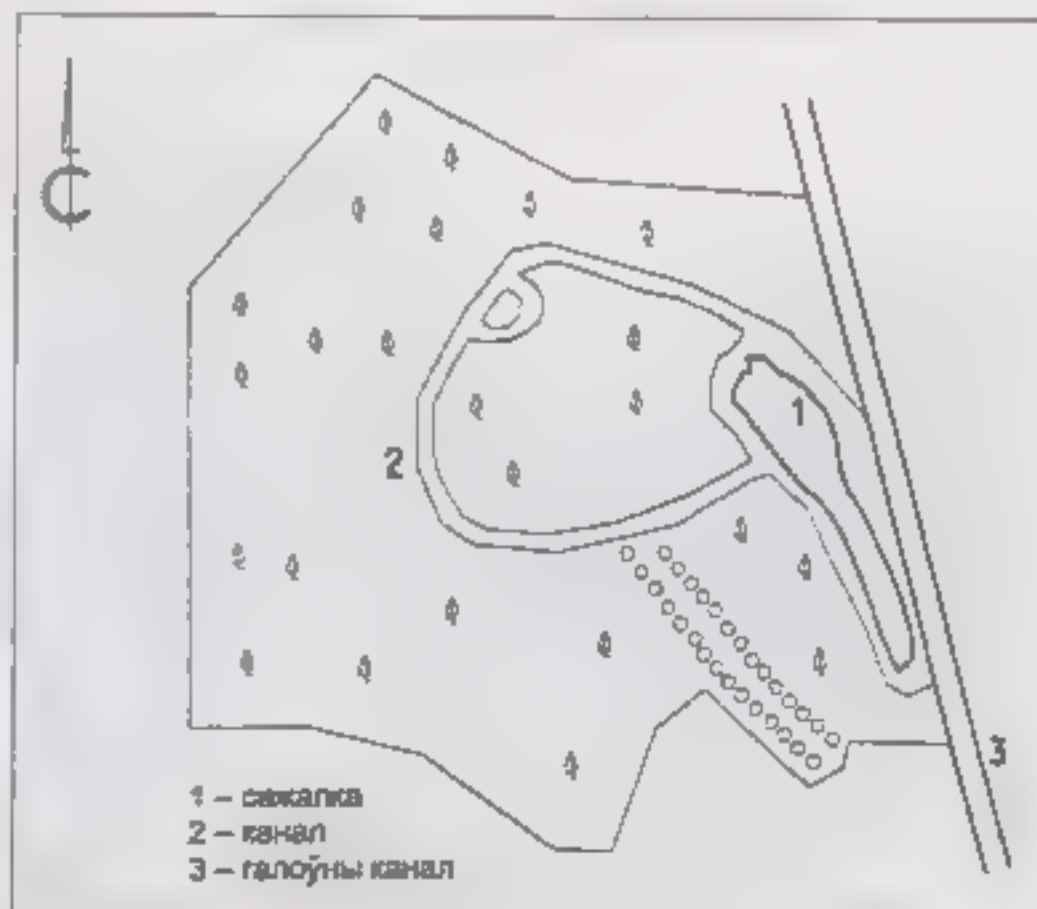 1
2
3
1 – сажалка
2 – канал
3 – галоўны канал